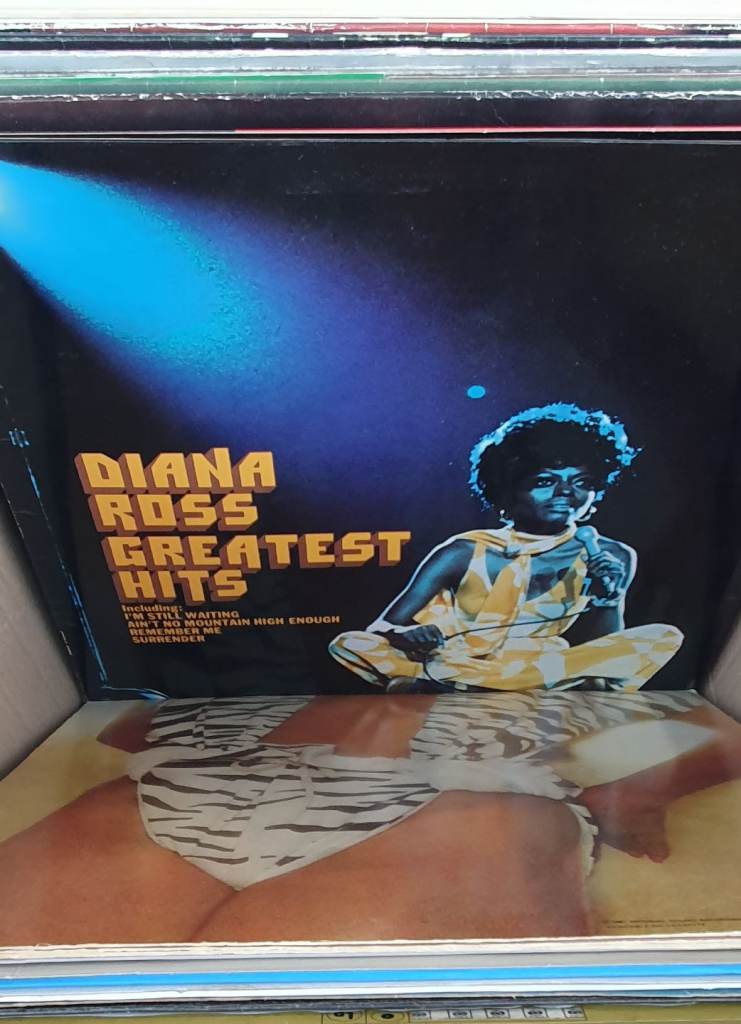 DIANA
ROSS
GREATEST
HITS
Including:
I'M STILL WAITING
AIN'T NO MOUNTAIN HIGH ENOUGH
REMEMBER ME
SURRENDER